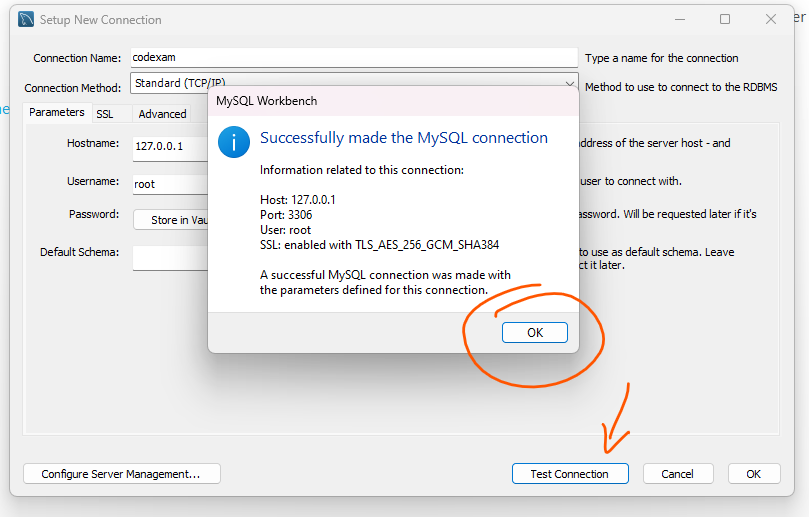 Setup New Connection
er
Connection Name: codexam Type a name for the connection
Connection Method: Standard (TCP/IP) Method to use to connect to the RDBMS
ne
Parameters SSL Advanced
Hostname: 127.0.0.1 address of the server host - and
Username: root user to connect with.
Password: Store in Vau assword. Will be requested later if it's
Default Schema: to use as default schema. Leave
ct it later.
MySQL Workbench
Successfully made the MySQL connection
Information related to this connection:
Host: 127.0.0.1
Port: 3306
User: root
SSL: enabled with TLS_AES_256_GCM_SHA384
A successful MySQL connection was made with
the parameters defined for this connection.
OK
Configure Server Management... Test Connection Cancel OK